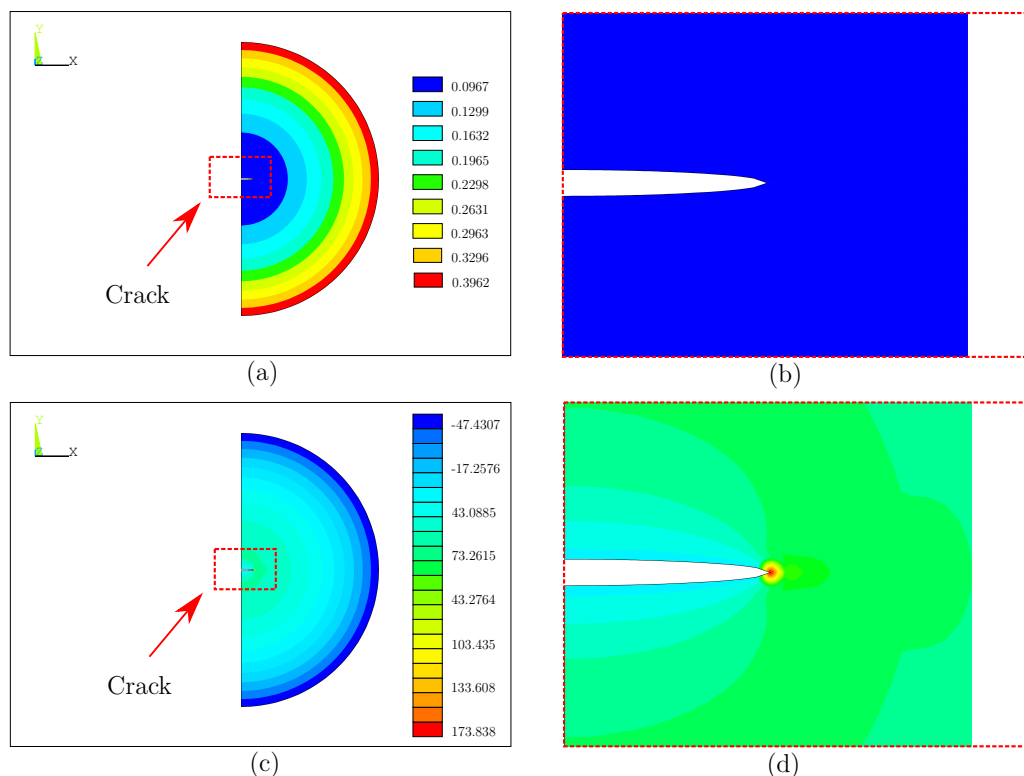 Y
Z
X
0.0967
0.1299
0.1632
0.1965
0.2298
0.2631
0.2963
0.3296
0.3962
Crack
(a)
(b)
Y
Z
X
-47.4307
-17.2576
43.0885
73.2615
43.2764
103.435
133.608
173.838
Crack
(c)
(d)